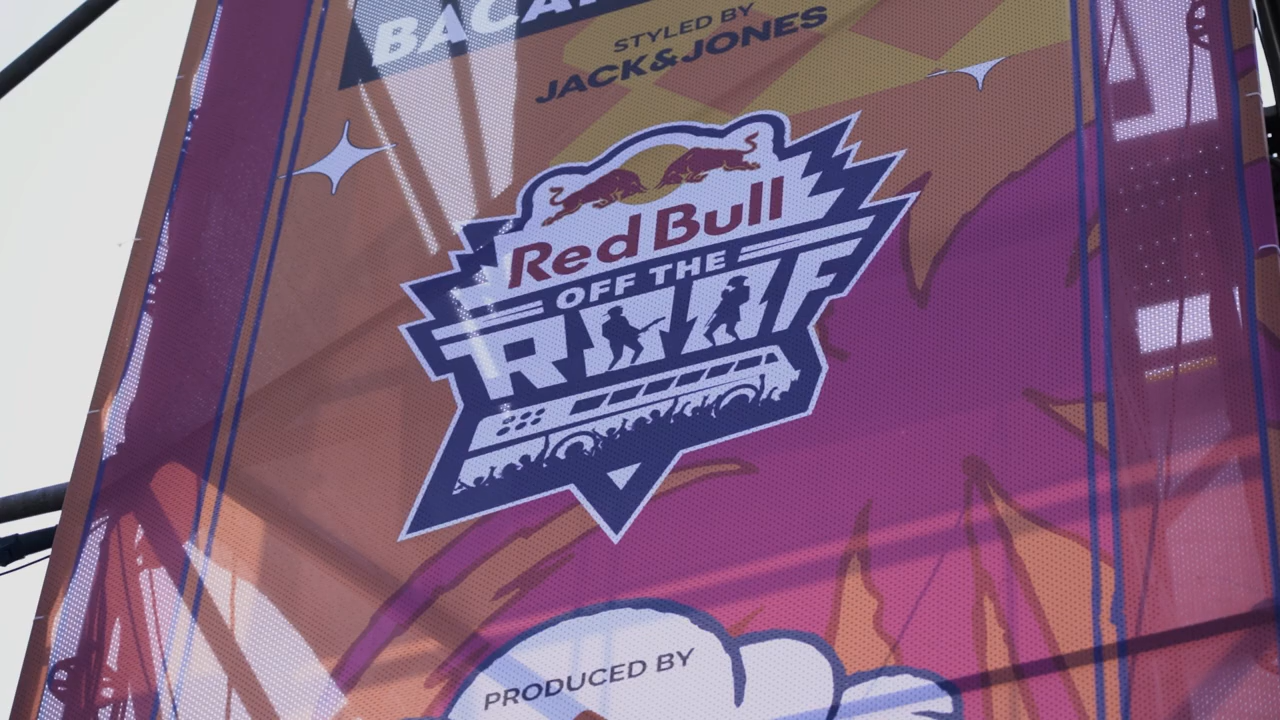 STYLED BY
JACK&JONES
Red Bull
OFF THE
ROOF
PRODUCED BY